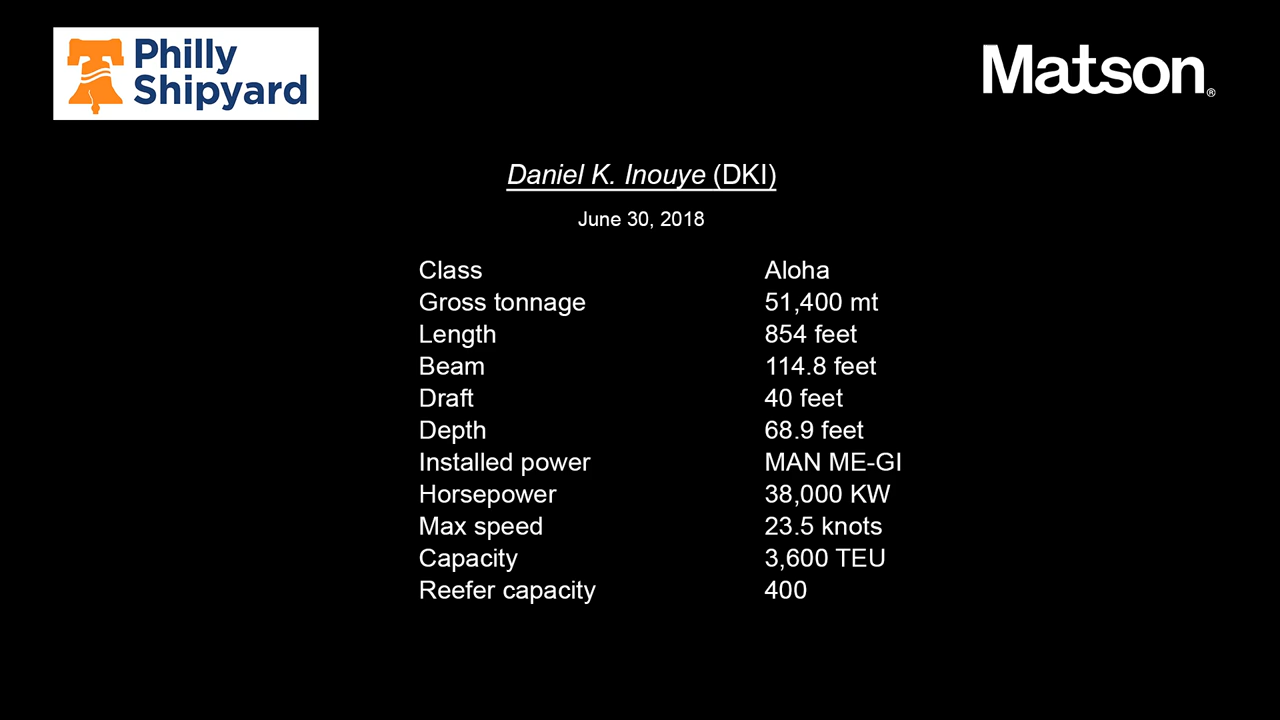 Philly
Shipyard
Matson®
Daniel K. Inouye (DKI)
June 30, 2018
Class Aloha
Gross tonnage 51,400 mt
Length 854 feet
Beam 114.8 feet
Draft 40 feet
Depth 68.9 feet
Installed power MAN ME-GI
Horsepower 38,000 KW
Max speed 23.5 knots
Capacity 3,600 TEU
Reefer capacity 400